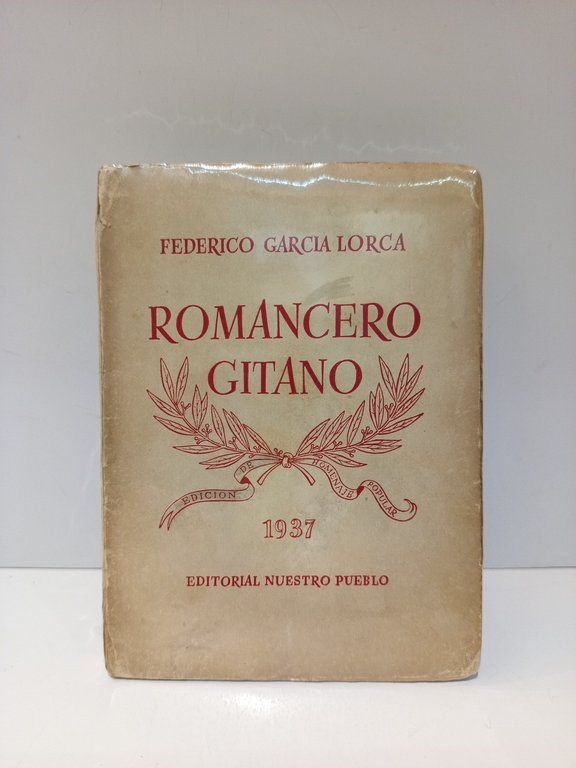 FEDERICO GARCIA LORCA
ROMANCERO
GITANO
EDICION DE HOMENAJE POPULAR
1937
EDITORIAL NUESTRO PUEBLO